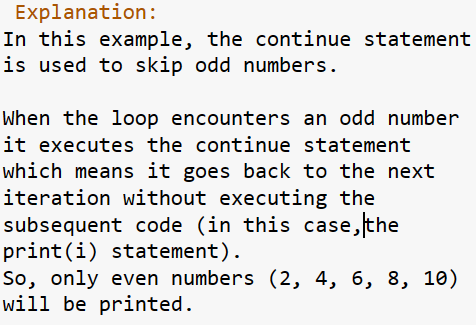 Explanation:
In this example, the continue statement
is used to skip odd numbers.
When the loop encounters an odd number
it executes the continue statement
which means it goes back to the next
iteration without executing the
subsequent code (in this case,the
print(i) statement).
So, only even numbers (2, 4, 6, 8, 10)
will be printed.